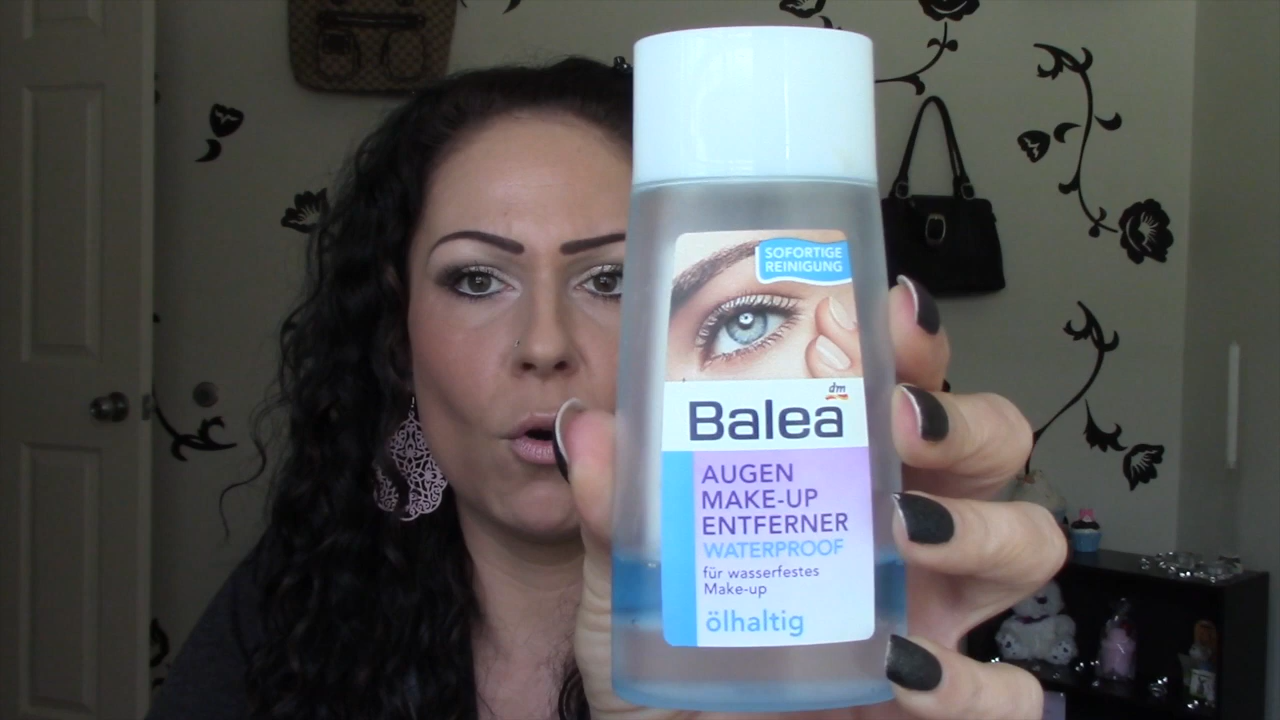 SOFORTIGE
REINIGUNG
dm
Balea
AUGEN
MAKE-UP
ENTFERNER
WATERPROOF
für wasserfestes
Make-up
ölhaltig